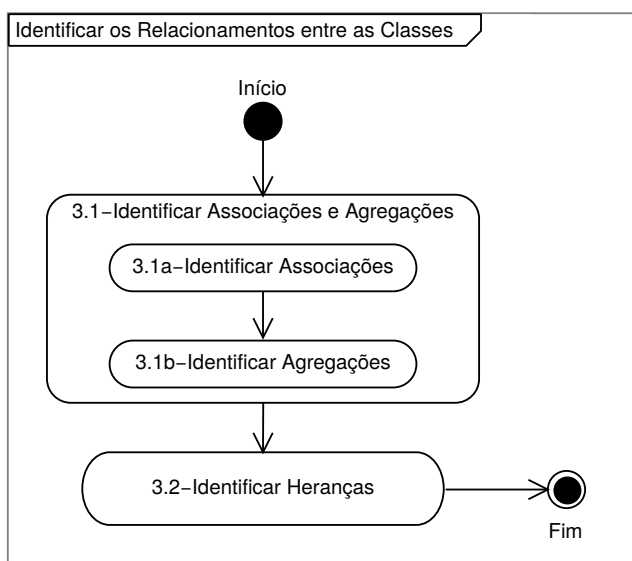 Identificar os Relacionamentos entre as Classes
Início
3.1−Identificar Associações e Agregações
3.1a−Identificar Associações
3.1b−Identificar Agregações
3.2−Identificar Heranças
Fim